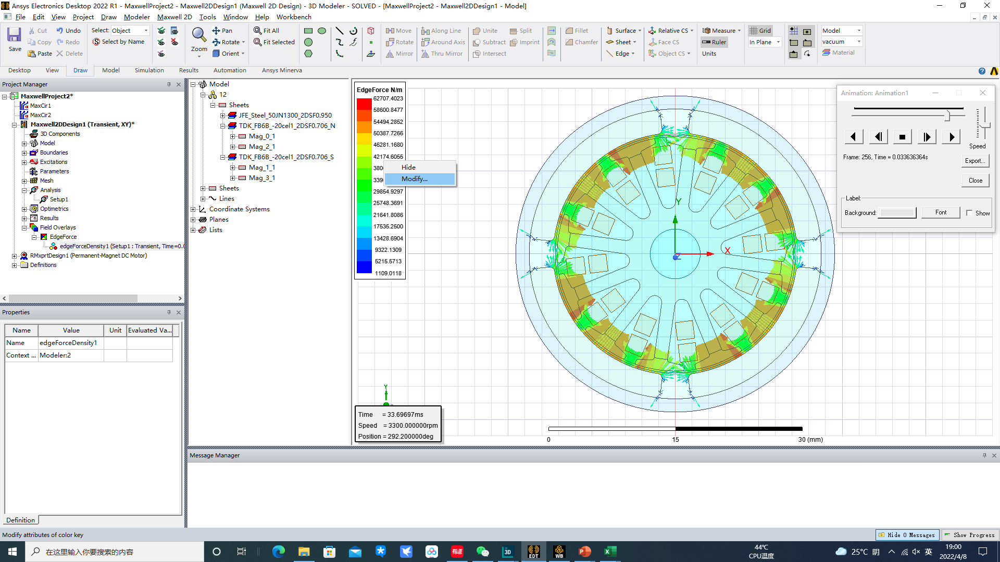 Ansys Electronics Desktop 2022 R1 - MaxwellProject2 - Maxwell2DDesign1 (Maxwell 2D Design) - 3D Modeler - SOLVED - [MaxwellProject2 - Maxwell2DDesign1 - Model]
File Edit View Project Draw Modeler Maxwell 2D Tools Window Help Workbench
Save
Cut
Copy
Paste
Undo
Redo
Delete
Select: Object
Select by Name
Zoom
Pan
Rotate
Orient
Fit All
Fit Selected
Move
Rotate
Mirror
Along Line
Around Axis
Thru Mirror
Unite
Subtract
Intersect
Split
Imprint
Fillet
Chamfer
Surface
Sheet
Edge
Relative CS
Face CS
Object CS
Measure
Ruler
Units
Grid
In Plane
Model
vacuum
Material
Desktop View Draw Model Simulation Results Automation Ansys Minerva
Project Manager
MaxwellProject2*
MaxCir1
MaxCir2
Maxwell2DDesign1 (Transient, XY)*
3D Components
Model
Boundaries
Excitations
Parameters
Mesh
Analysis
Setup1
Optimetrics
Results
Field Overlays
EdgeForce
edgeForceDensity1 (Setup1 : Transient, Time=0.0
RMxprtDesign1 (Permanent-Magnet DC Motor)
Definitions
Properties
Name Value Unit Evaluated Va...
Name edgeForceDensity1
Context ... Modeler:2
Definition
Model
12
Sheets
JFE_Steel_50JN1300_2DSF0.950
TDK_FB6B_-20cel1_2DSF0.706_N
Mag_0_1
Mag_2_1
TDK_FB6B_-20cel1_2DSF0.706_S
Mag_1_1
Mag_3_1
Sheets
Lines
Coordinate Systems
Planes
Lists
EdgeForce N/m
62707.4023
58600.8477
54494.2852
50387.7266
46281.1680
42174.6055
380
339
29854.9297
25748.3691
21641.8086
17535.2500
13428.6904
9322.1309
5215.5713
1109.0118
Hide
Modify...
Y
X
Z
Y
Time = 33.69697ms
Speed = 3300.000000rpm
Position = 292.200000deg
0 15 30 (mm)
Animation: Animation1
Speed
Frame: 256, Time = 0.033636364s
Export...
Close
Label:
Background:
Font
Show
Message Manager
Modify attributes of color key
Hide 0 Messages
Show Progress
在这里输入你要搜索的内容
有道
3D
EDT
WB
P
X
44℃
CPU温度
25°C 阴
英
19:00
2022/4/8